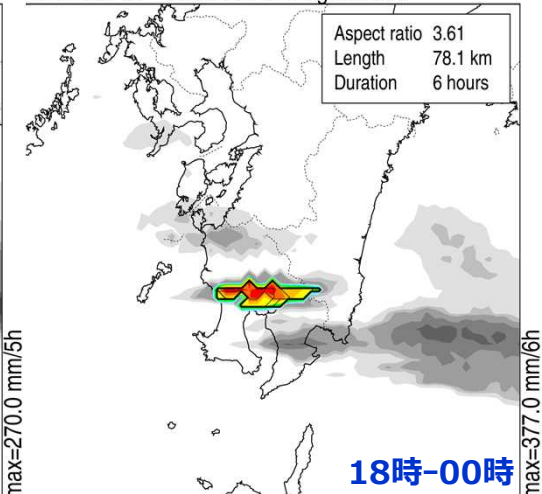 Aspect ratio 3.61
Length 78.1 km
Duration 6 hours
max=270.0 mm/5h
max=377.0 mm/6h
18時-00時